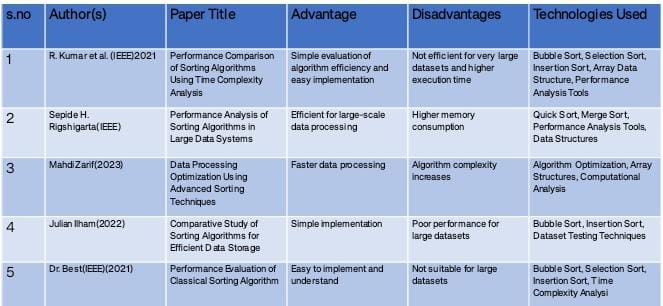 s.no Author(s) Paper Title Advantage Disadvantages Technologies Used
1 R. Kumar et al. (IEEE)2021 Performance Comparison Simple evaluation of Not efficient for very large Bubble Sort, Selection Sort,
of Sorting Algorithms algorithm efficiency and datasets and higher Insertion Sort, Array Data
Using Time Complexity easy implementation execution time Structure, Performance
Analysis Analysis Tools
2 Sepide H. Performance Analysis of Efficient for large-scale Higher memory Quick Sort, Merge Sort,
Rigshigarta(IEEE) Sorting Algorithms in data processing consumption Performance Analysis Tools,
Large Data Systems Data Structures
3 MahdiZarif(2023) Data Processing Faster data processing Algorithm complexity Algorithm Optimization, Array
Optimization Using increases Structures, Computational
Advanced Sorting Analysis
Techniques
4 Julian Ilham(2022) Comparative Study of Simple implementation Poor performance for Bubble Sort, Insertion Sort,
Sorting Algorithms for large datasets Dataset Testing Techniques
Efficient Data Storage
5 Dr. Best(IEEE)(2021) Performance Evaluation of Easy to implement and Not suitable for large Bubble Sort, Selection Sort,
Classical Sorting Algorithm understand datasets Insertion Sort, Time
Complexity Analysi